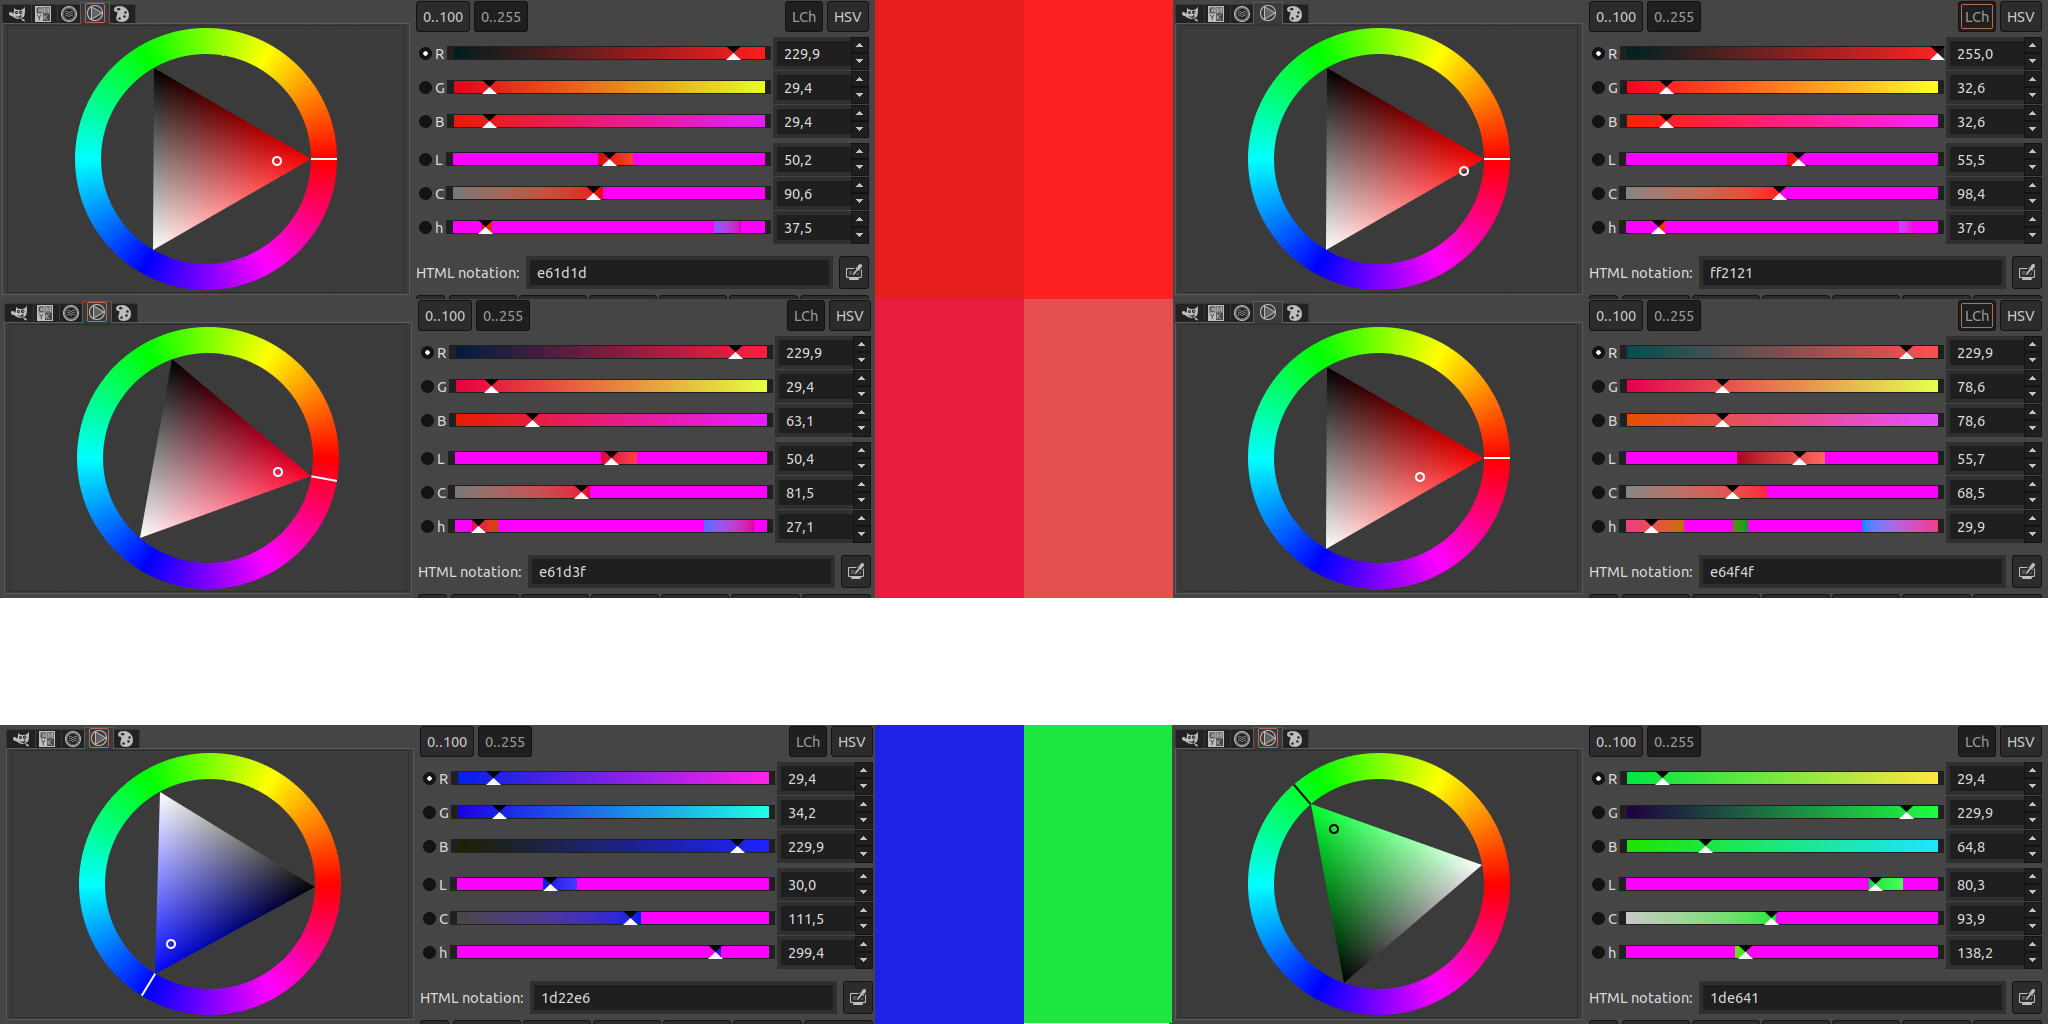 0..100 0..255 LCh HSV
R 229,9
G 29,4
B 29,4
L 50,2
C 90,6
h 37,5
HTML notation: e61d1d
0..100 0..255 LCh HSV
R 255,0
G 32,6
B 32,6
L 55,5
C 98,4
h 37,6
HTML notation: ff2121
0..100 0..255 LCh HSV
R 229,9
G 29,4
B 63,1
L 50,4
C 81,5
h 27,1
HTML notation: e61d3f
0..100 0..255 LCh HSV
R 229,9
G 78,6
B 78,6
L 55,7
C 68,5
h 29,9
HTML notation: e64f4f
0..100 0..255 LCh HSV
R 29,4
G 34,2
B 229,9
L 30,0
C 111,5
h 299,4
HTML notation: 1d22e6
0..100 0..255 LCh HSV
R 29,4
G 229,9
B 64,8
L 80,3
C 93,9
h 138,2
HTML notation: 1de641